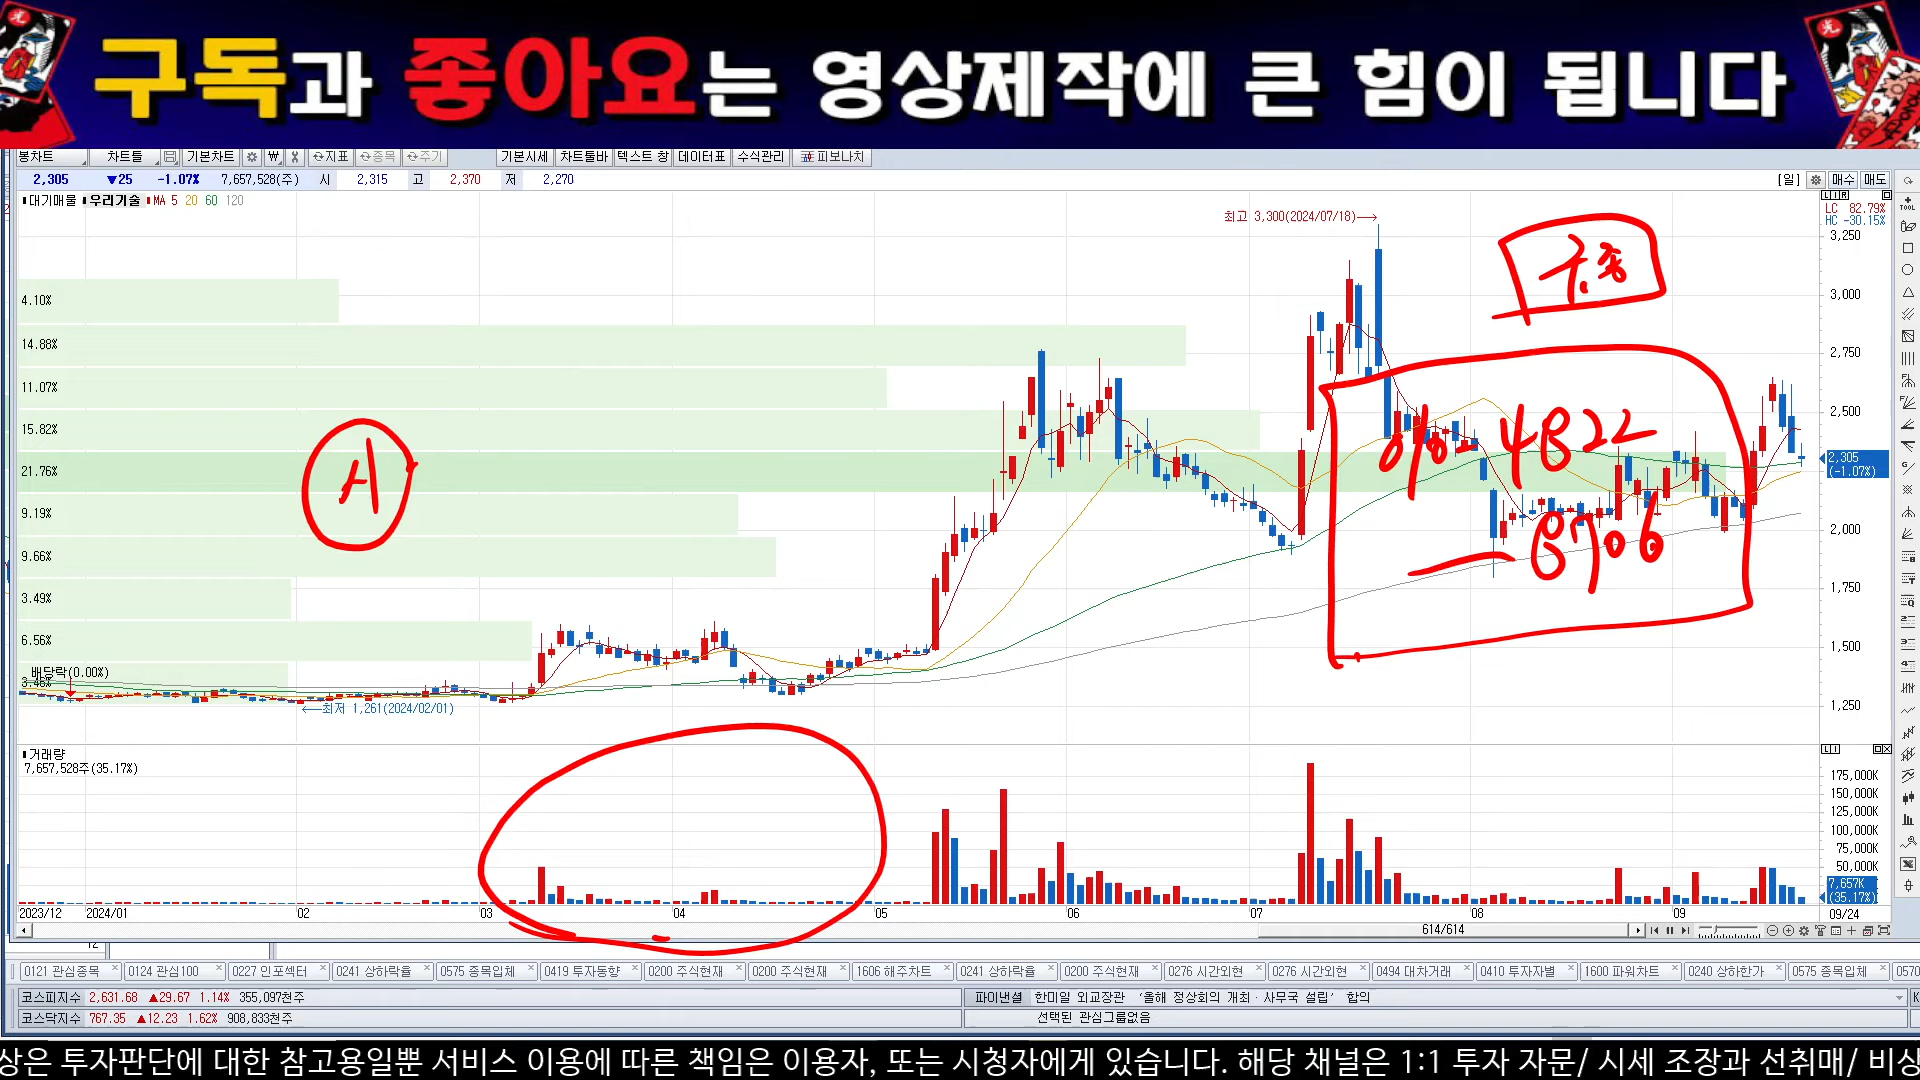 구독과 좋아요는 영상제작에 큰 힘이 됩니다
봉차트 차트틀 기본차트 지표 종목 주기 기본시세 차트툴바 텍스트 창 데이터표 수식관리 피보나치
2,305 ▼25 -1.07% 7,657,528(주) 시 2,315 고 2,370 저 2,270 [일] 매수 매도
대기매물 우리기술 MA 5 20 60 120
LC 82.79%
HC -30.15%
최고 3,300(2024/07/18)
3,250
4.10%
3,000
14.88%
2,750
11.07%
2,500
15.82%
010-4822
2,305
(-1.07%)
21.76%
시
9.19%
2,000
8706
9.66%
1,750
3.49%
1,500
6.56%
배당락(0.00%)
3.46%
최저 1,261(2024/02/01)
1,250
거래량
7,657,528주(35.17%)
175,000K
150,000K
125,000K
100,000K
75,000K
50,000K
7,657K
(35.17%)
2023/12 2024/01 02 03 04 05 06 07 08 09 09/24
614/614
12
0121 관심종목 0124 관심100 0227 인포섹터 0241 상하락율 0575 종목입체 0419 투자동향 0200 주식현재 0200 주식현재 1606 해주차트 0241 상하락율 0200 주식현재 0276 시간외현 0276 시간외현 0494 대차거래 0410 투자자별 1600 파워차트 0240 상하한가 0575 종목입체 0570
코스피지수 2,631.68 ▲29.67 1.14% 355,097천주 파이낸셜 한미일 외교장관 ‘올해 정상회의 개최·사무국 설립’ 합의
코스닥지수 767.35 ▲12.23 1.62% 908,833천주 선택된 관심그룹없음
상은 투자판단에 대한 참고용일뿐 서비스 이용에 따른 책임은 이용자, 또는 시청자에게 있습니다. 해당 채널은 1:1 투자 자문/ 시세 조장과 선취매/ 비상